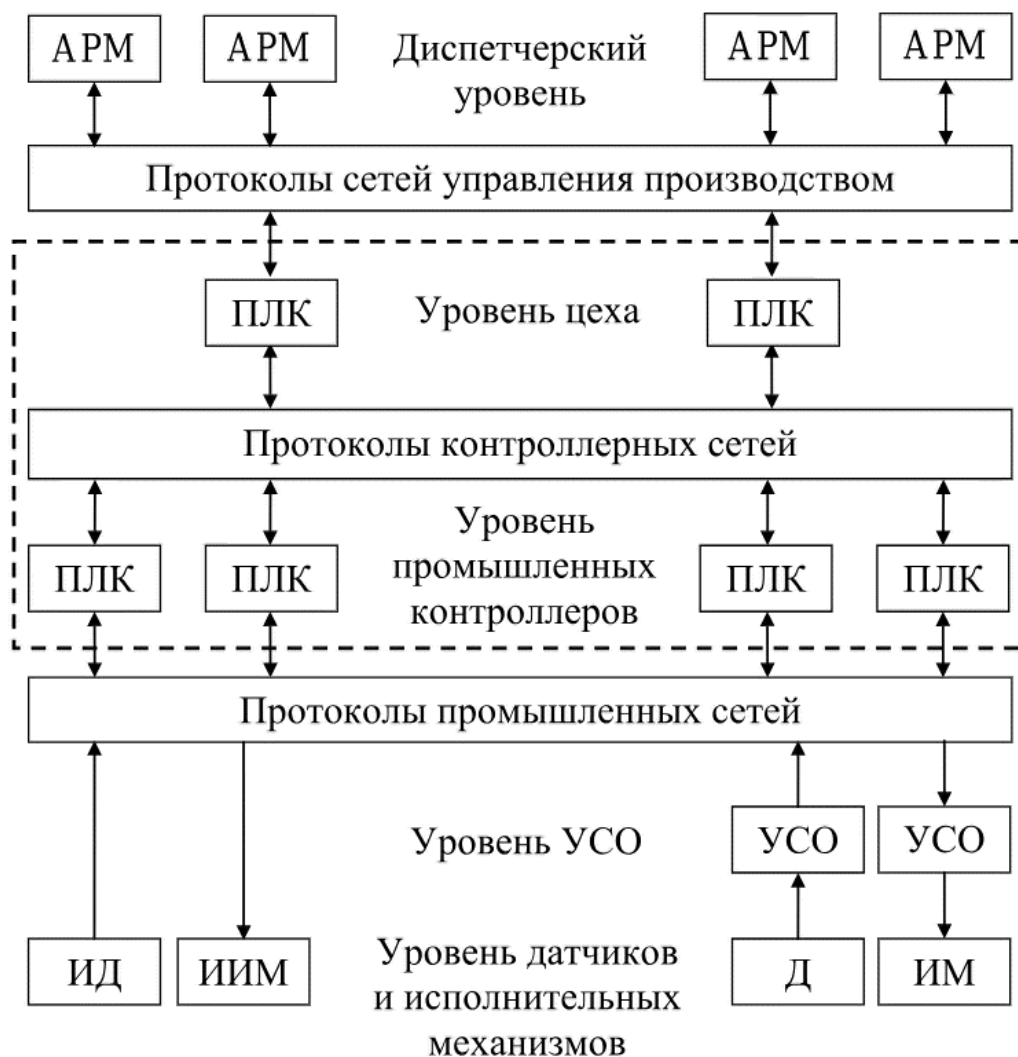 АРМ АРМ Диспетчерский АРМ АРМ
уровень
Протоколы сетей управления производством
ПЛК Уровень цеха ПЛК
Протоколы контроллерных сетей
Уровень
ПЛК ПЛК промышленных ПЛК ПЛК
контроллеров
Протоколы промышленных сетей
Уровень УСО УСО УСО
ИД ИИМ Уровень датчиков Д ИМ
и исполнительных
механизмов